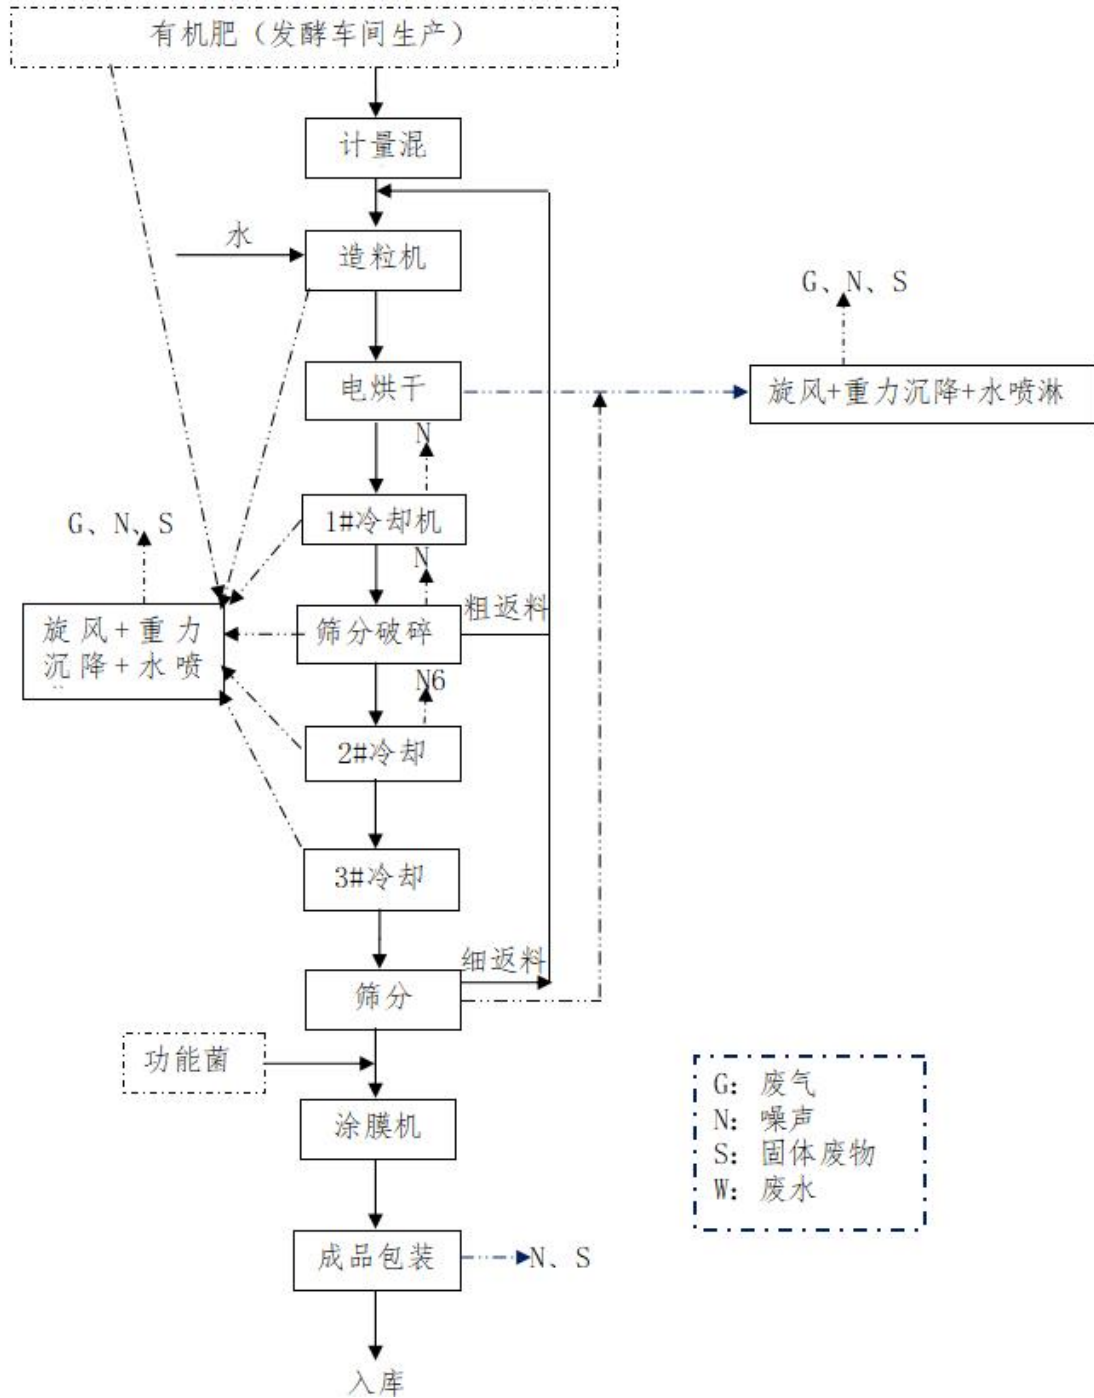 有机肥（发酵车间生产）
计量混
水
造粒机
G、N、S
电烘干
旋风+重力沉降+水喷淋
N
1#冷却机
G、N、S
N
筛分破碎
粗返料
旋风+重力
沉降+水喷
N6
2#冷却
3#冷却
细返料
筛分
功能菌
涂膜机
G: 废气
N: 噪声
S: 固体废物
W: 废水
成品包装
N、S
入库